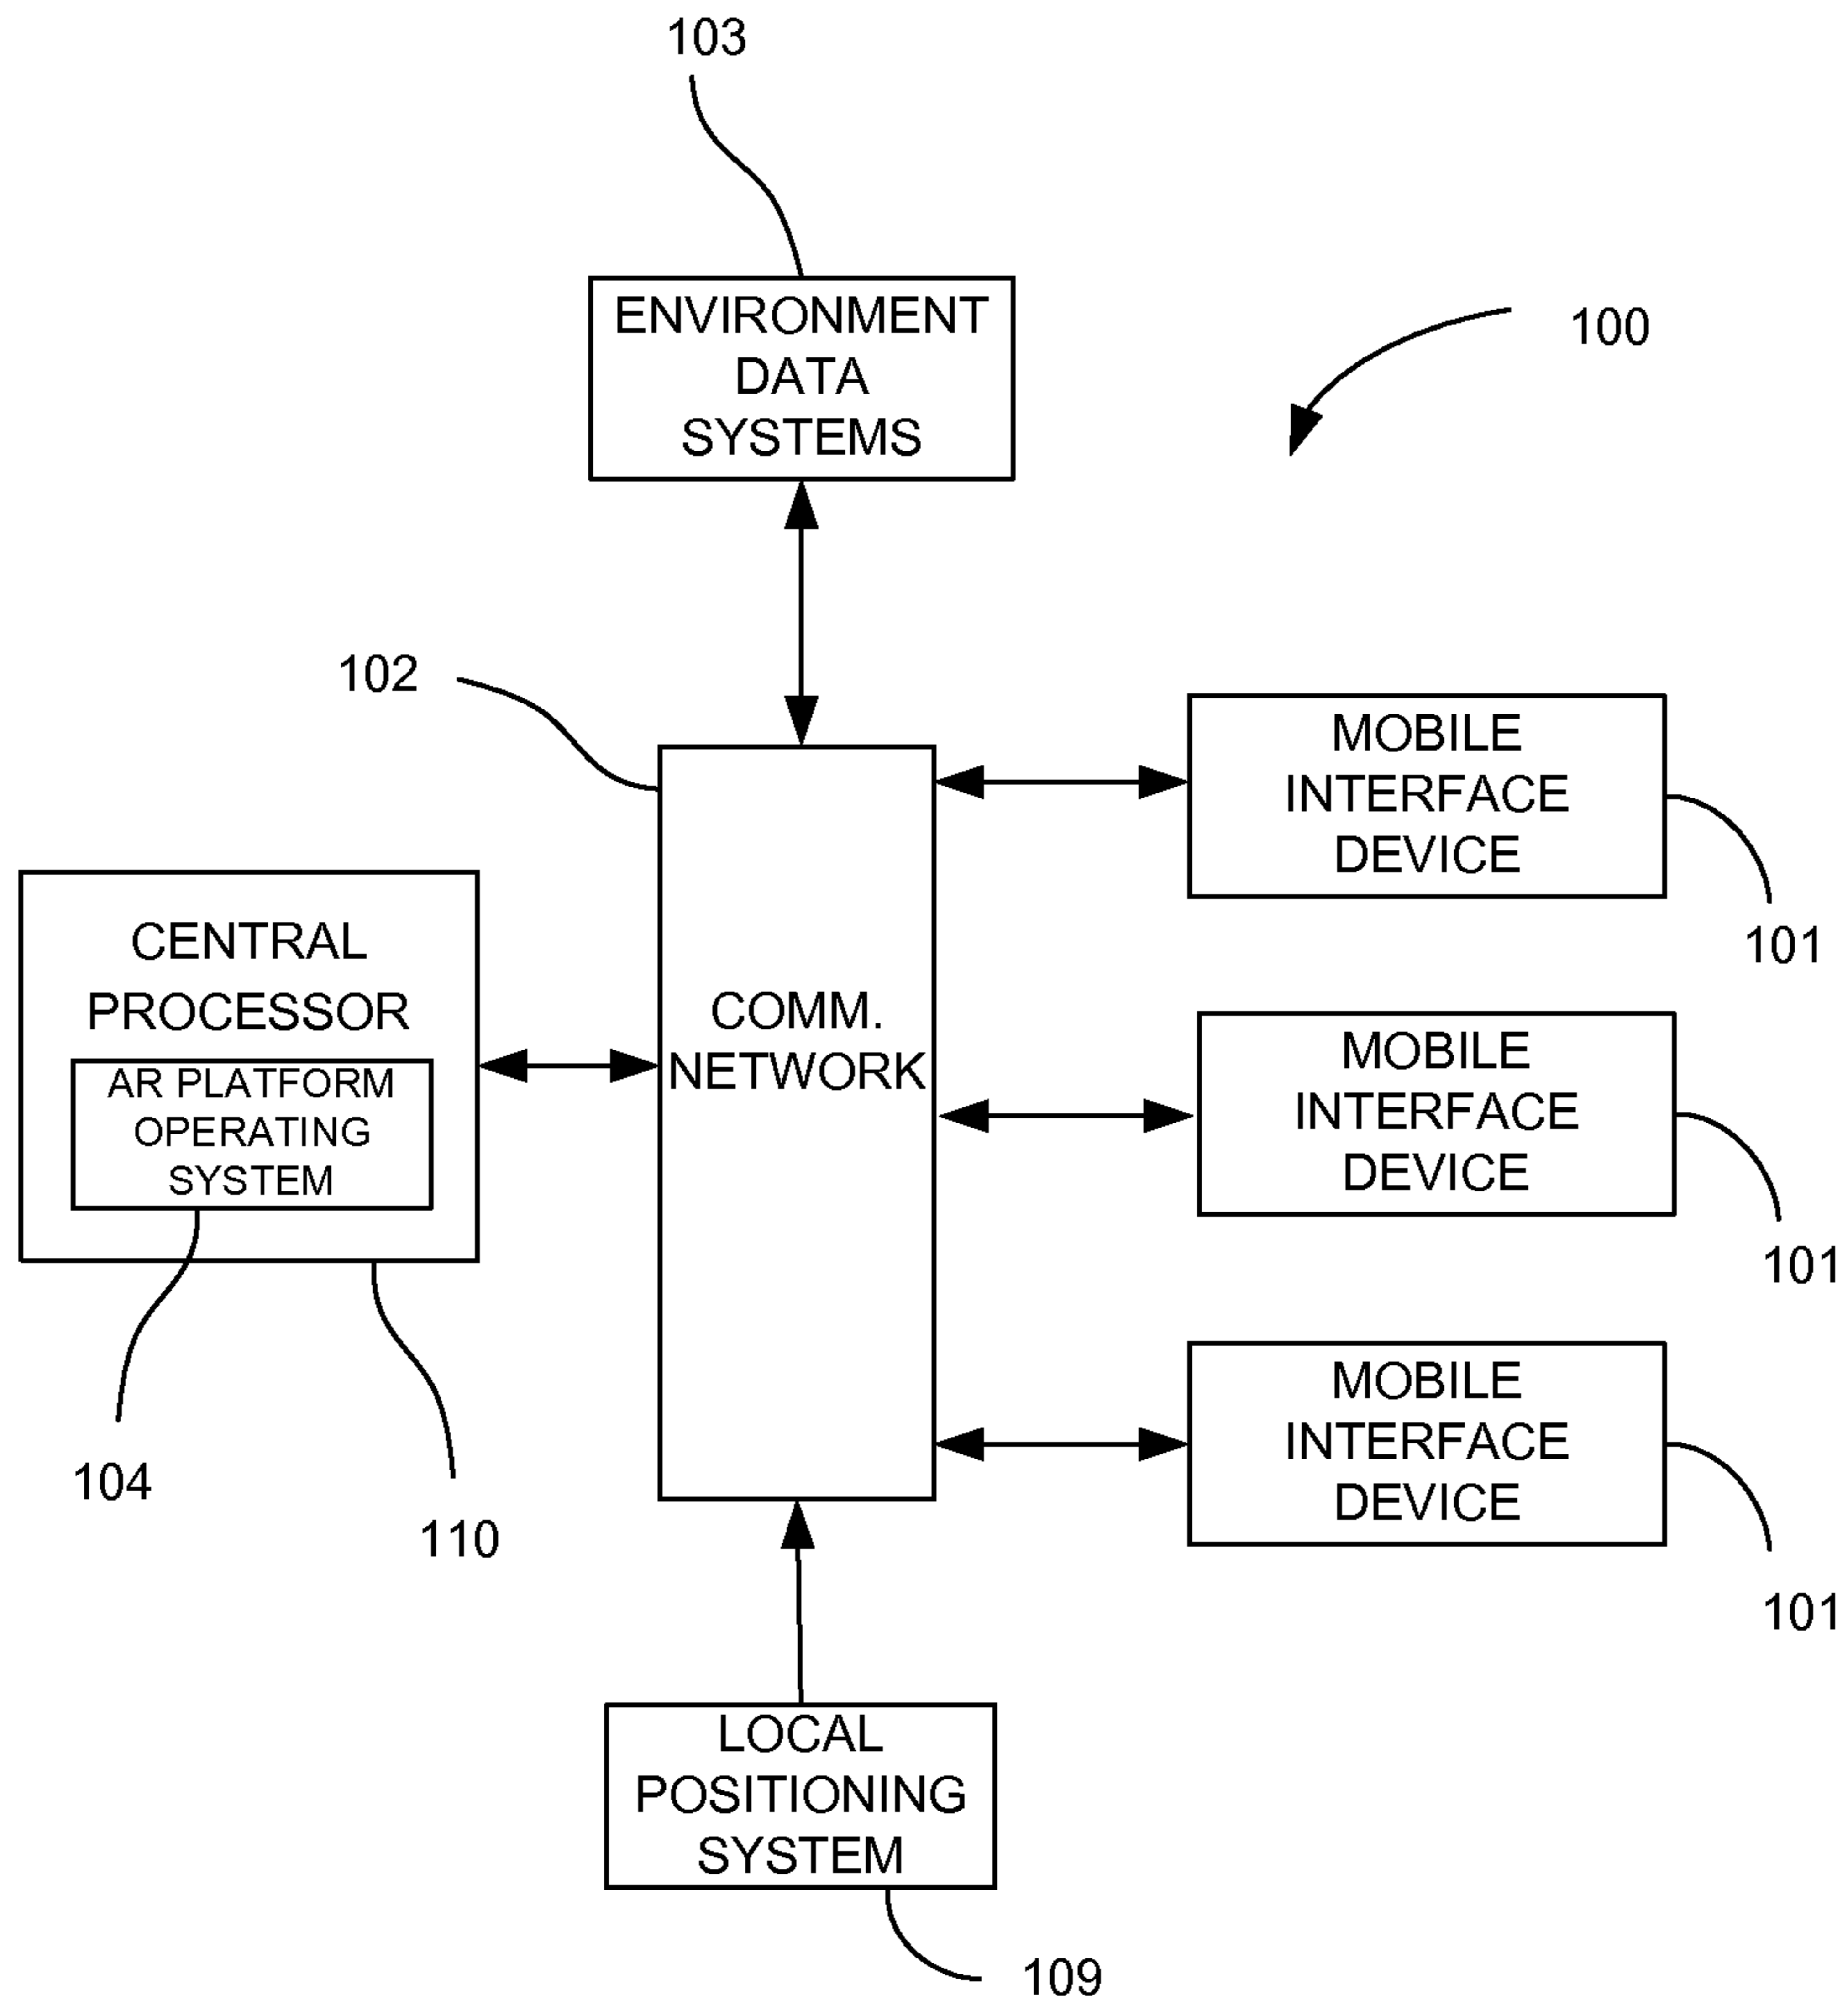 103
ENVIRONMENT
DATA
SYSTEMS
100
102
MOBILE
INTERFACE
DEVICE
101
CENTRAL
PROCESSOR
AR PLATFORM
OPERATING
SYSTEM
COMM.
NETWORK
MOBILE
INTERFACE
DEVICE
101
104
110
MOBILE
INTERFACE
DEVICE
101
LOCAL
POSITIONING
SYSTEM
109